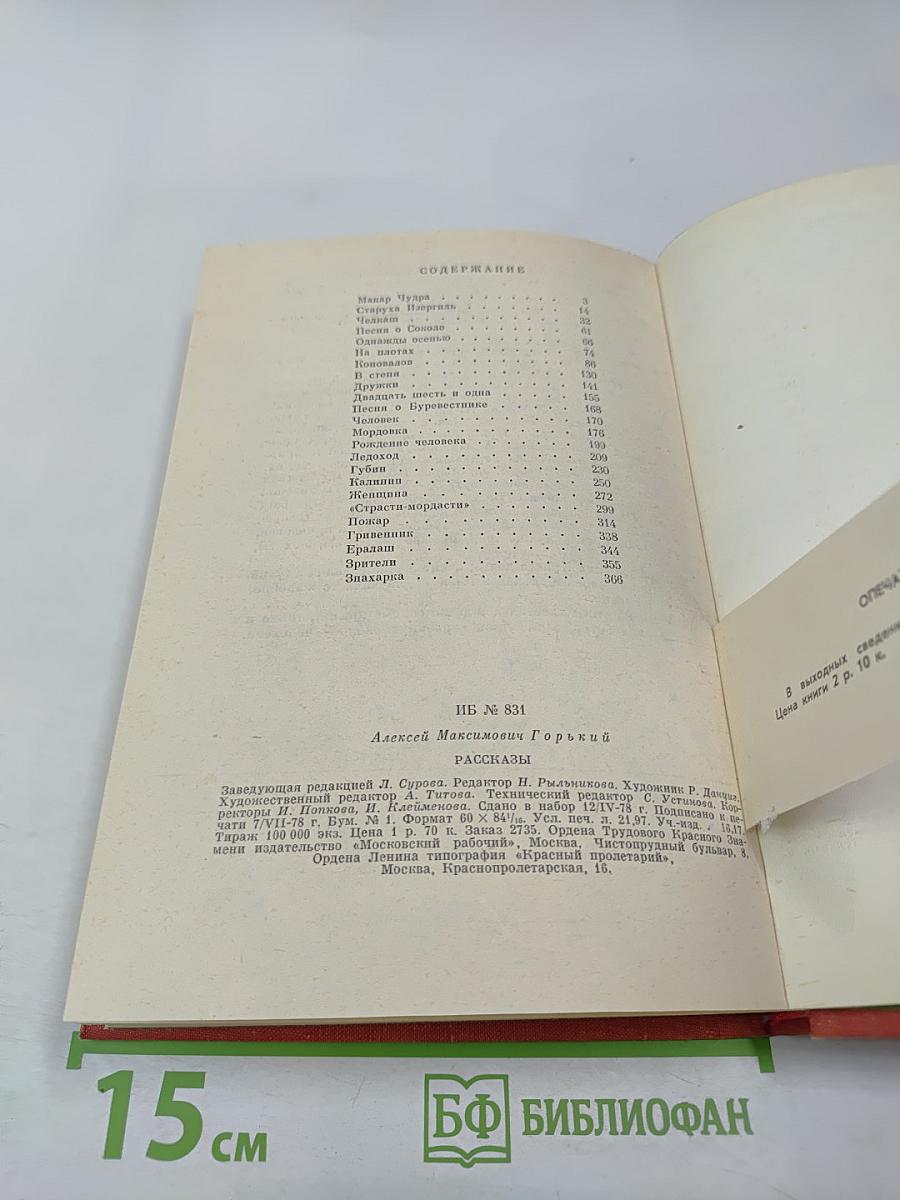 СОДЕРЖАНИЕ
Макар Чудра . . . . . . . . . 3
Старуха Изергиль . . . . . . . 14
Челкаш . . . . . . . . . . 32
Песня о Соколе . . . . . . . . 61
Однажды осенью . . . . . . . 66
На плотах . . . . . . . . . 74
Коновалов . . . . . . . . . 86
В степи . . . . . . . . . . 130
Дружки . . . . . . . . . . 141
Двадцать шесть и одна . . . . . 155
Песня о Буревестнике . . . . . . 168
Человек . . . . . . . . . . 170
Мордовка . . . . . . . . . . 176
Рождение человека . . . . . . . 199
Ледоход . . . . . . . . . . 209
Губин . . . . . . . . . . . 230
Калинин . . . . . . . . . . 250
Женщина . . . . . . . . . . 272
«Страсти-мордасти» . . . . . . . 299
Пожар . . . . . . . . . . . 314
Гривенник . . . . . . . . . . 338
Ералаш . . . . . . . . . . . 344
Зрители . . . . . . . . . . . 355
Знахарка . . . . . . . . . . . 366
ИБ № 831
Алексей Максимович Горький
РАССКАЗЫ
Заведующая редакцией Л. Сурова. Редактор Н. Рыльникова. Художник Р. Данциг.
Художественный редактор А. Титова. Технический редактор С. Устинова. Кор-
ректоры И. Попкова, И. Клейменова. Сдано в набор 12/IV-78 г. Подписано к пе-
чати 7/VII-78 г. Бум. № 1. Формат 60 × 84¹/₁₆. Усл. печ. л. 21,97. Уч.-изд. . 16,17.
Тираж 100 000 экз. Цена 1 р. 70 к. Заказ 2735. Ордена Трудового Красного Зна-
мени издательство «Московский рабочий», Москва, Чистопрудный бульвар, 8.
Ордена Ленина типография «Красный пролетарий»,
Москва, Краснопролетарская, 16.
ОПЕЧА
В выходных сведени
Цена книги 2 р. 10 к.
15 см
БФ БИБЛИОФАН